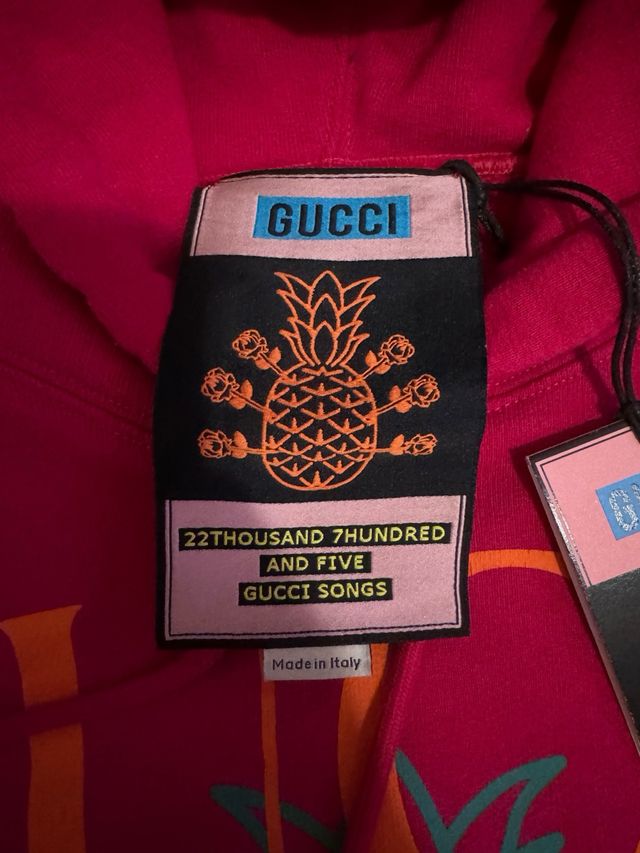 GUCCI
22THOUSAND 7HUNDRED
AND FIVE
GUCCI SONGS
Made in Italy